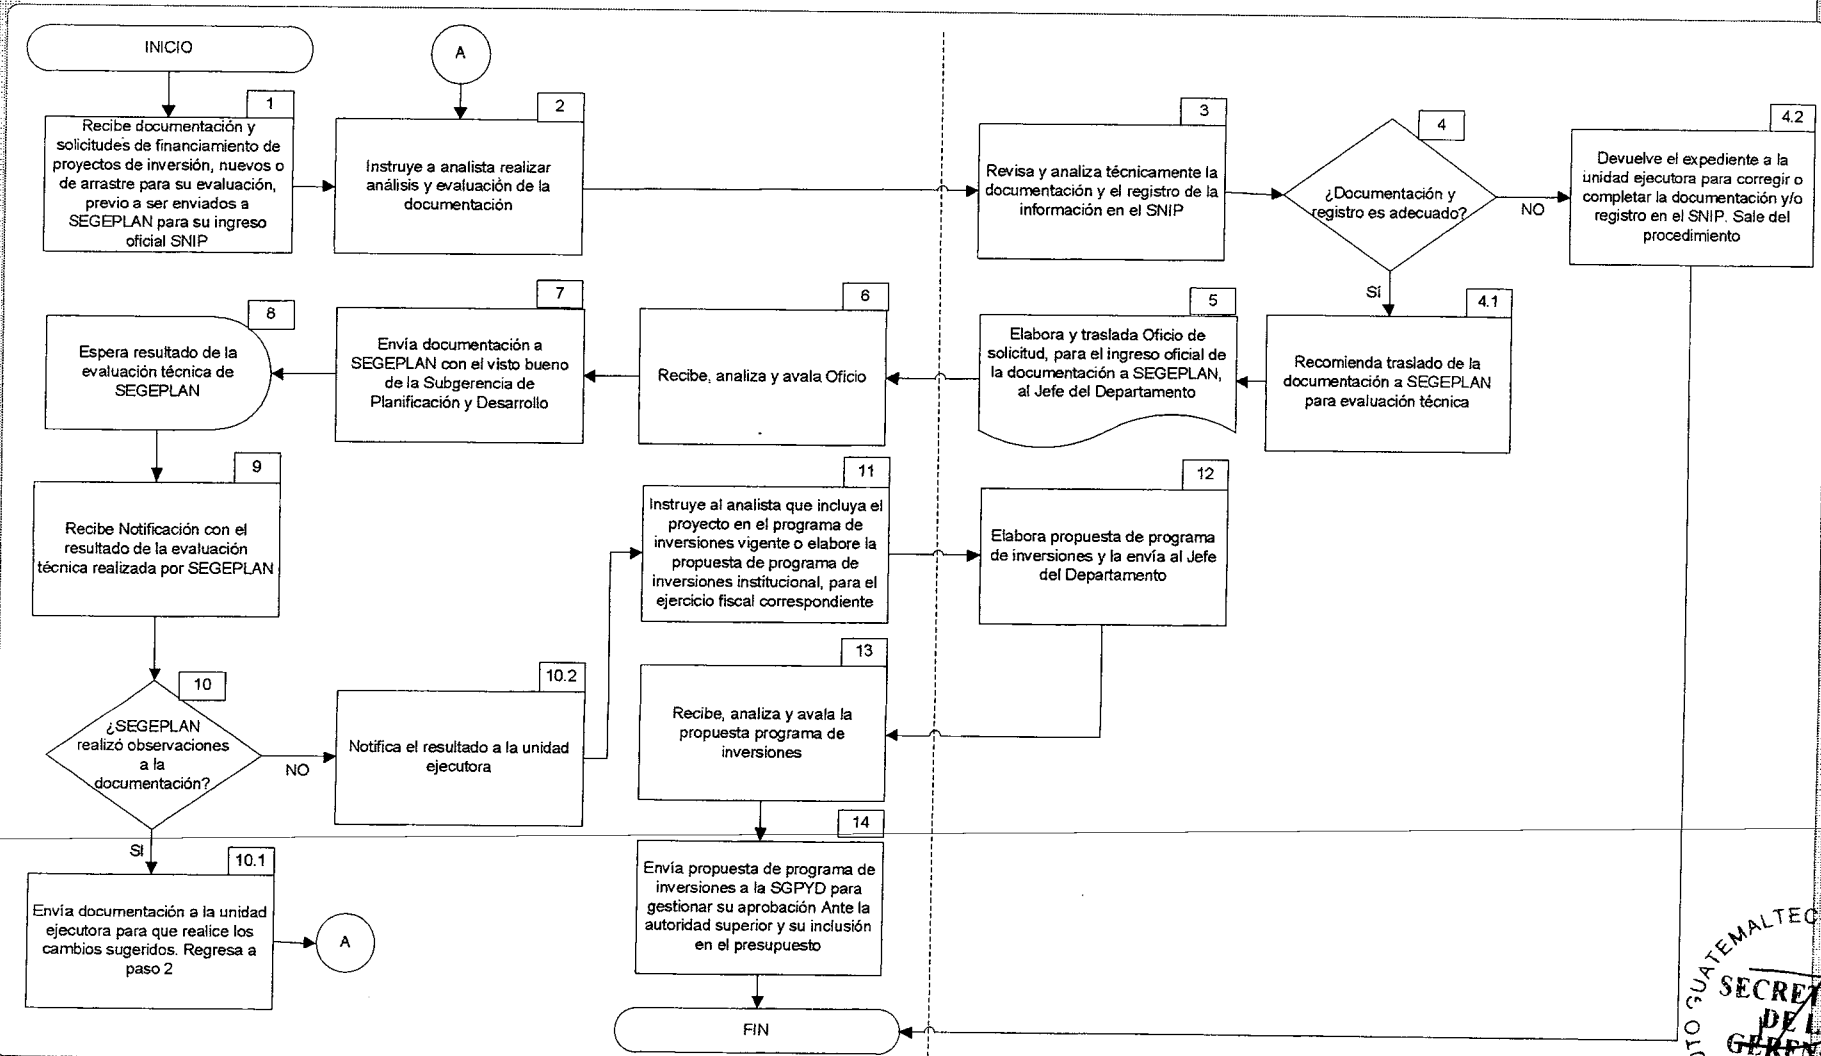 INICIO
A
1
Recibe documentación y
solicitudes de financiamiento de
proyectos de inversión, nuevos o
de arrastre para su evaluación,
previo a ser enviados a
SEGEPLAN para su ingreso
oficial SNIP
2
Instruye a analista realizar
análisis y evaluación de la
documentación
3
Revisa y analiza técnicamente la
documentación y el registro de la
información en el SNIP
4
¿Documentación y
registro es adecuado?
NO
4.2
Devuelve el expediente a la
unidad ejecutora para corregir o
completar la documentación y/o
registro en el SNIP. Sale del
procedimiento
Sí
4.1
Recomienda traslado de la
documentación a SEGEPLAN
para evaluación técnica
5
Elabora y traslada Oficio de
solicitud, para el ingreso oficial de
la documentación a SEGEPLAN,
al Jefe del Departamento
6
Recibe, analiza y avala Oficio
7
Envía documentación a
SEGEPLAN con el visto bueno
de la Subgerencia de
Planificación y Desarrollo
8
Espera resultado de la
evaluación técnica de
SEGEPLAN
9
Recibe Notificación con el
resultado de la evaluación
técnica realizada por SEGEPLAN
10
¿SEGEPLAN
realizó observaciones
a la
documentación?
NO
10.2
Notifica el resultado a la unidad
ejecutora
SI
10.1
Envía documentación a la unidad
ejecutora para que realice los
cambios sugeridos. Regresa a
paso 2
A
11
Instruye al analista que incluya el
proyecto en el programa de
inversiones vigente o elabore la
propuesta de programa de
inversiones institucional, para el
ejercicio fiscal correspondiente
12
Elabora propuesta de programa
de inversiones y la envía al Jefe
del Departamento
13
Recibe, analiza y avala la
propuesta programa de
inversiones
14
Envía propuesta de programa de
inversiones a la SGPYD para
gestionar su aprobación Ante la
autoridad superior y su inclusión
en el presupuesto
FIN
UTO GUATEMALTEC
SECRET
DE L
GEREN